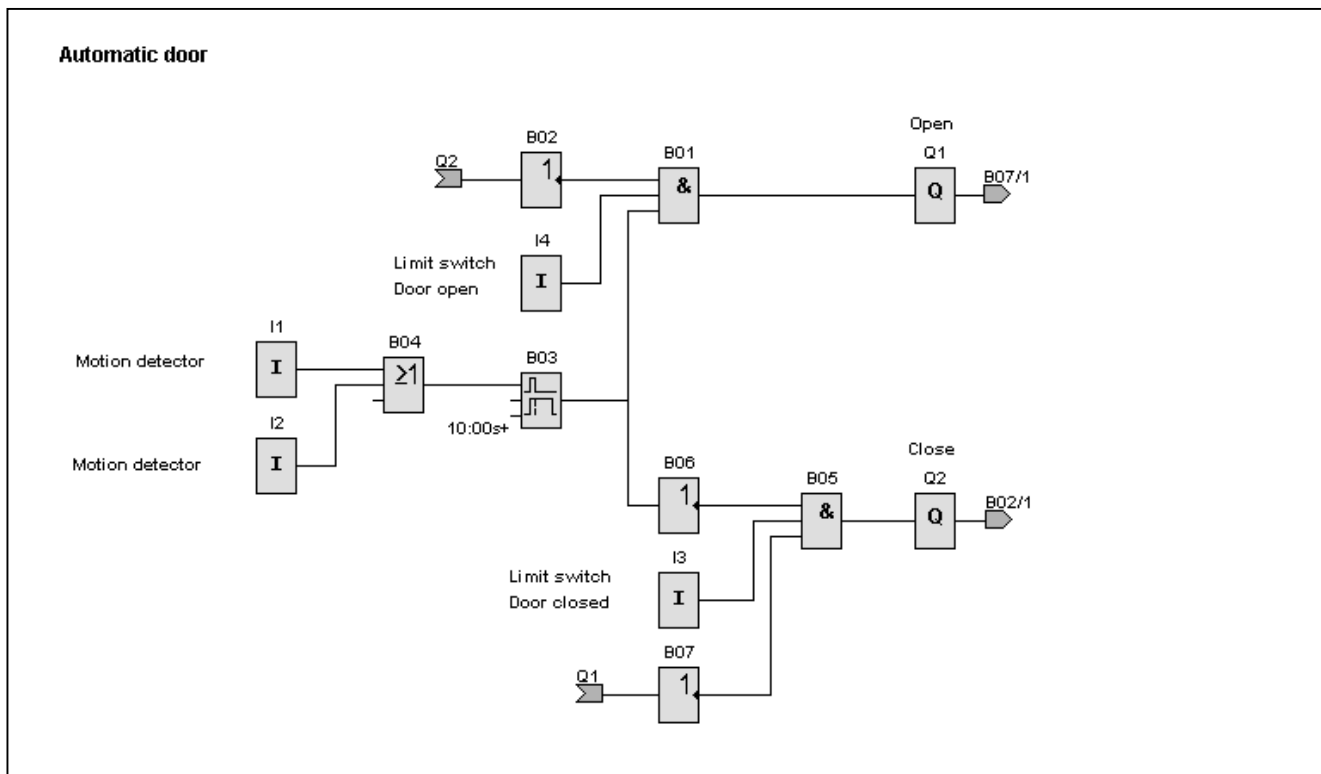 Automatic door
Open
B02
B01
Q1
Q2
1
&
Q
B07/1
I4
Limit switch
Door open
I
I1
Motion detector
I
B04
≥1
B03
10:00s+
I2
Motion detector
I
Close
B06
B05
Q2
1
&
Q
B02/1
I3
Limit switch
Door closed
I
B07
Q1
1